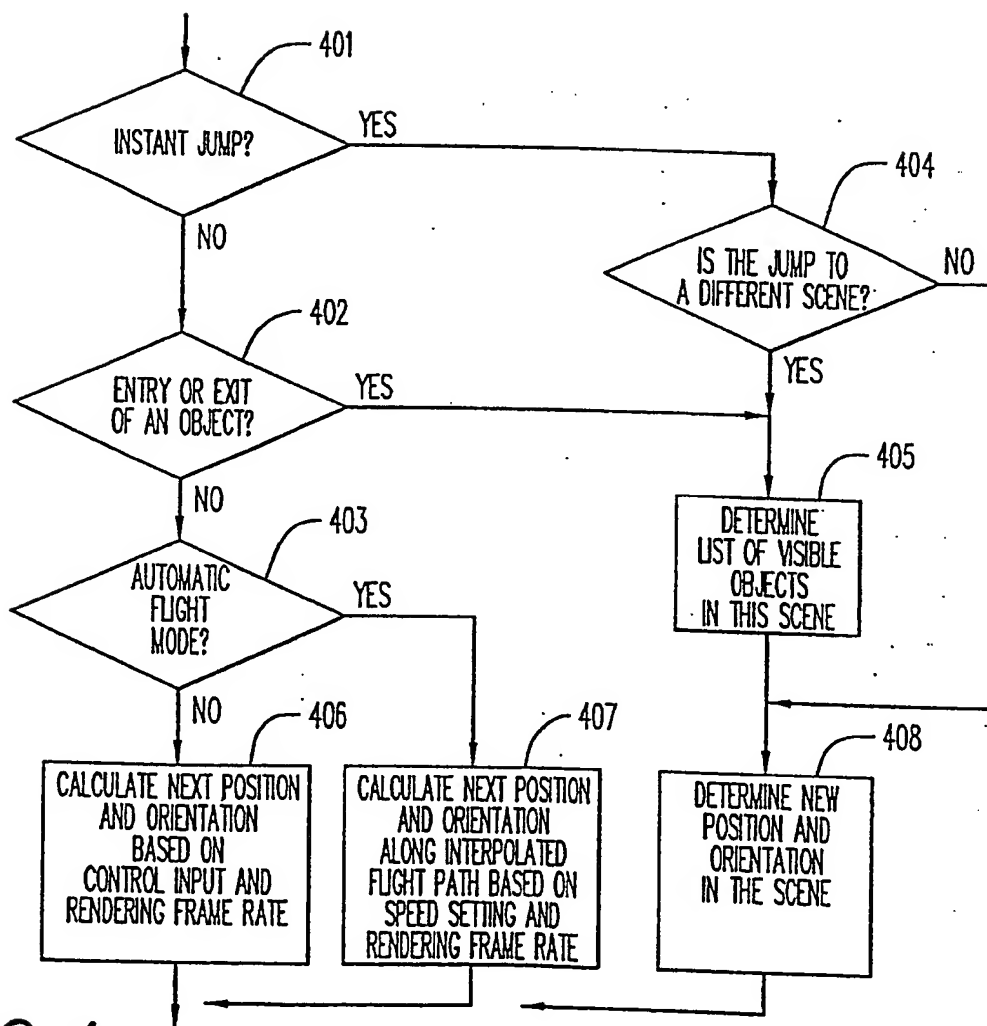 401
INSTANT JUMP?
YES
NO
404
IS THE JUMP TO
A DIFFERENT SCENE?
NO
YES
402
ENTRY OR EXIT
OF AN OBJECT?
YES
NO
405
DETERMINE
LIST OF VISIBLE
OBJECTS
IN THIS SCENE
403
AUTOMATIC
FLIGHT
MODE?
YES
NO
406
CALCULATE NEXT POSITION
AND ORIENTATION
BASED ON
CONTROL INPUT AND
RENDERING FRAME RATE
407
CALCULATE NEXT POSITION
AND ORIENTATION
ALONG INTERPOLATED
FLIGHT PATH BASED ON
SPEED SETTING AND
RENDERING FRAME RATE
408
DETERMINE NEW
POSITION AND
ORIENTATION
IN THE SCENE